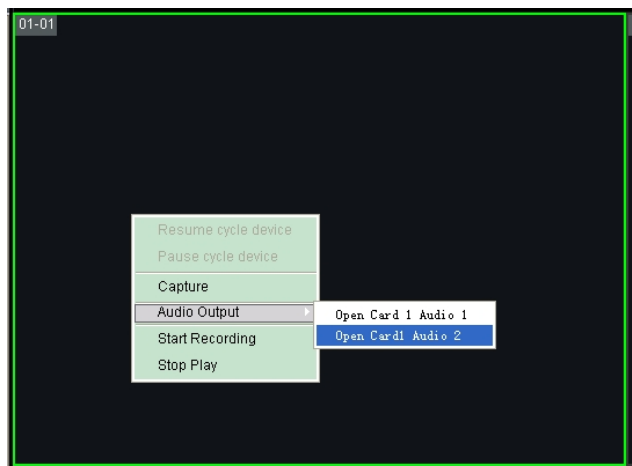 01-01
Resume cycle device
Pause cycle device
Capture
Audio Output
Open Card 1 Audio 1
Start Recording
Open Card1 Audio 2
Stop Play